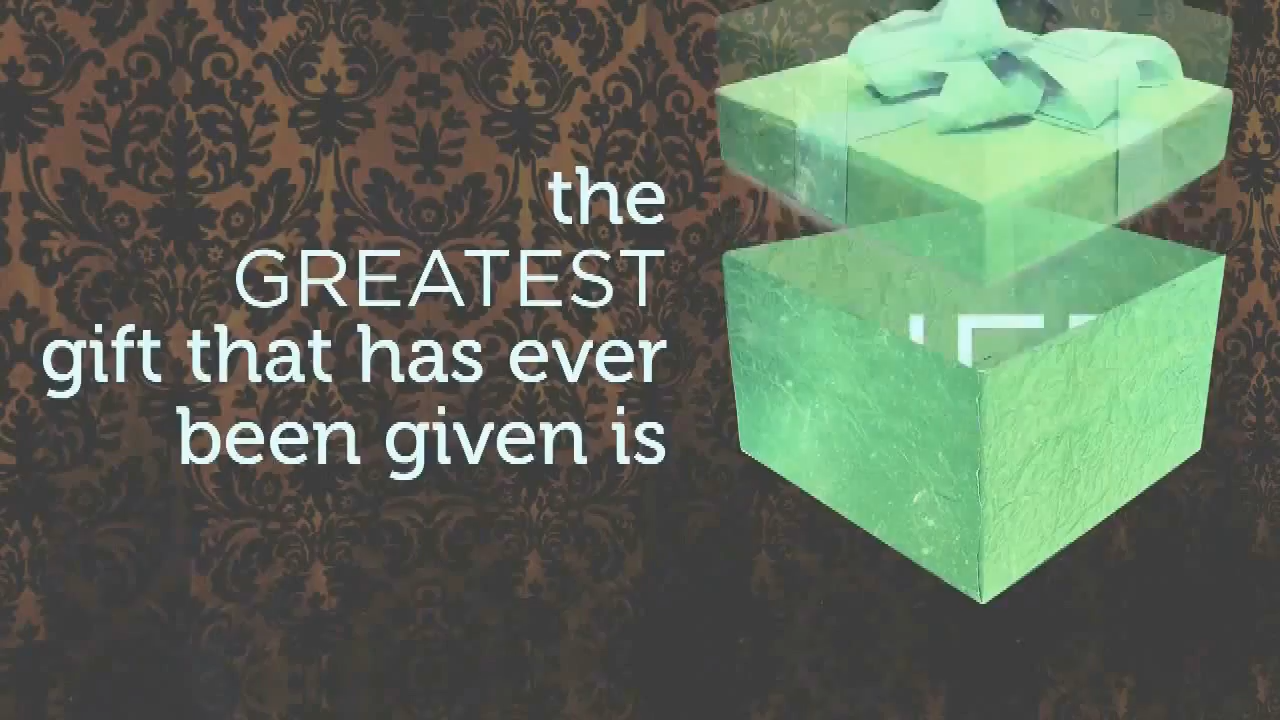 the
GREATEST
gift that has ever
been given is